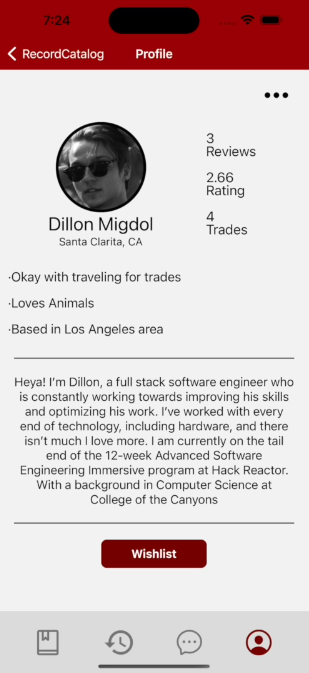 7:24
RecordCatalog
Profile
3
Reviews
2.66
Rating
4
Trades
Dillon Migdol
Santa Clarita, CA
·Okay with traveling for trades
·Loves Animals
·Based in Los Angeles area
Heya! I'm Dillon, a full stack software engineer who
is constantly working towards improving his skills
and optimizing his work. I've worked with every
end of technology, including hardware, and there
isn't much I love more. I am currently on the tail
end of the 12-week Advanced Software
Engineering Immersive program at Hack Reactor.
With a background in Computer Science at
College of the Canyons
Wishlist